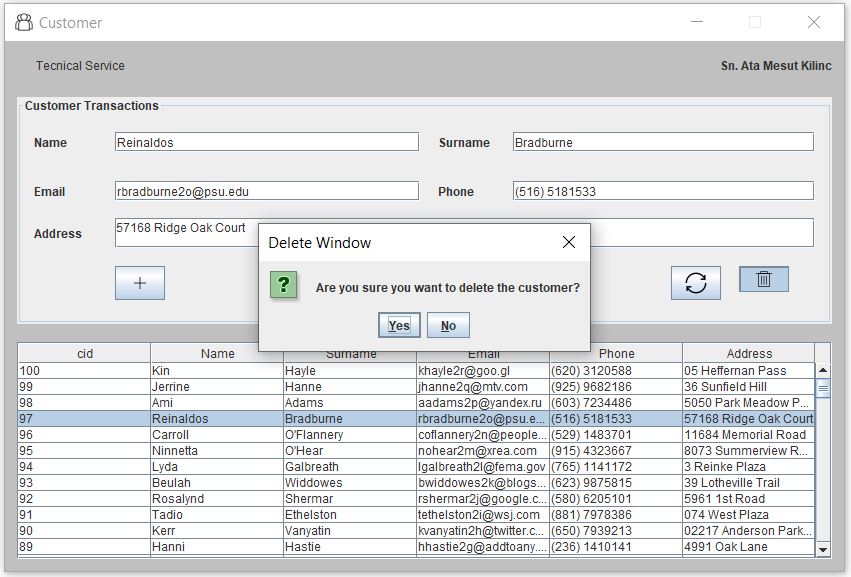 Customer
Tecnical Service Sn. Ata Mesut Kilinc
Customer Transactions
Name Reinaldos Surname Bradburne
Email rbradburne2o@psu.edu Phone (516) 5181533
Address 57168 Ridge Oak Court
Delete Window
? Are you sure you want to delete the customer?
Yes No
cid Name Surname Email Phone Address
100 Kin Hayle khayle2r@goo.gl (620) 3120588 05 Heffernan Pass
99 Jerrine Hanne jhanne2q@mtv.com (925) 9682186 36 Sunfield Hill
98 Ami Adams aadams2p@yandex.ru (603) 7234486 5050 Park Meadow P...
97 Reinaldos Bradburne rbradburne2o@psu.e... (516) 5181533 57168 Ridge Oak Court
96 Carroll O'Flannery coflannery2n@people... (529) 1483701 11684 Memorial Road
95 Ninnetta O'Hear nohear2m@xrea.com (915) 4323667 8073 Summerview R...
94 Lyda Galbreath lgalbreath2l@fema.gov (765) 1141172 3 Reinke Plaza
93 Beulah Widdowes bwiddowes2k@blogs... (623) 9875815 39 Lotheville Trail
92 Rosalynd Shermar rshermar2j@google.c... (580) 6205101 5961 1st Road
91 Tadio Ethelston tethelston2i@wsj.com (881) 7978386 074 West Plaza
90 Kerr Vanyatin kvanyatin2h@twitter.c... (650) 7939213 02217 Anderson Park...
89 Hanni Hastie hhastie2g@addtoany.... (236) 1410141 4991 Oak Lane